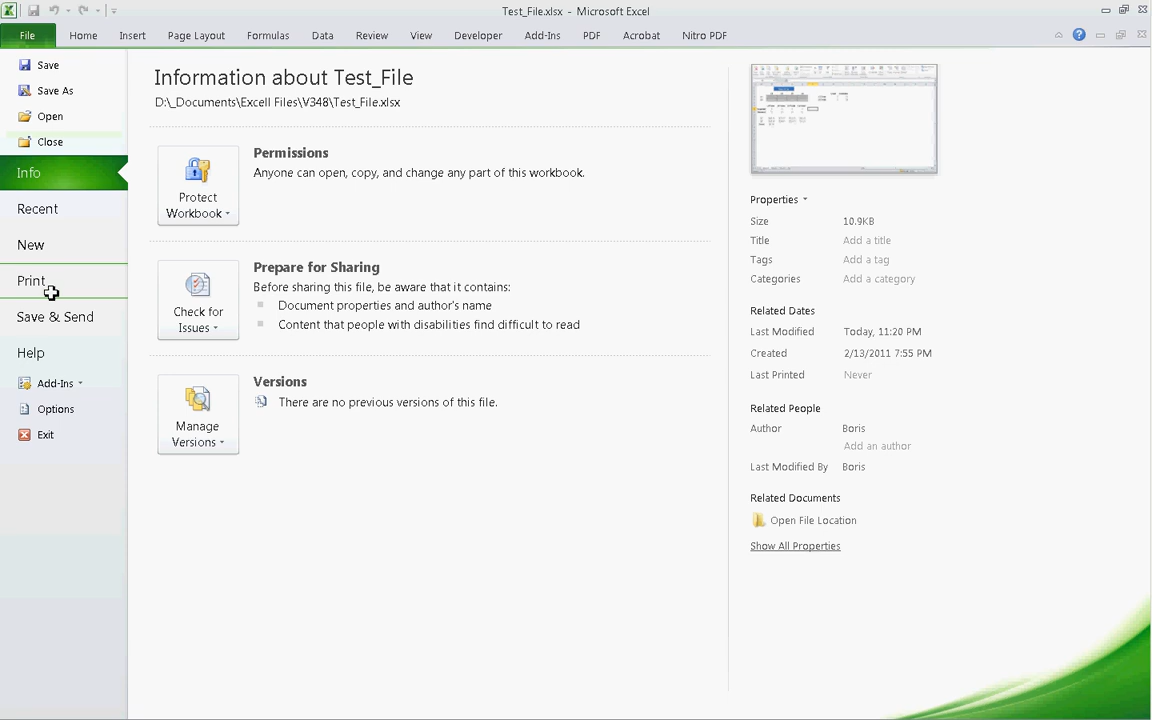 Test_File.xlsx - Microsoft Excel
File Home Insert Page Layout Formulas Data Review View Developer Add-Ins PDF Acrobat Nitro PDF
Save
Save As
Open
Close
Info
Recent
New
Print
Save & Send
Help
Add-Ins
Options
Exit
Information about Test_File
D:\_Documents\Excell Files\V348\Test_File.xlsx
Protect
Workbook
Permissions
Anyone can open, copy, and change any part of this workbook.
Check for
Issues
Prepare for Sharing
Before sharing this file, be aware that it contains:
Document properties and author's name
Content that people with disabilities find difficult to read
Manage
Versions
Versions
There are no previous versions of this file.
Properties
Size 10.9KB
Title Add a title
Tags Add a tag
Categories Add a category
Related Dates
Last Modified Today, 11:20 PM
Created 2/13/2011 7:55 PM
Last Printed Never
Related People
Author Boris
Add an author
Last Modified By Boris
Related Documents
Open File Location
Show All Properties